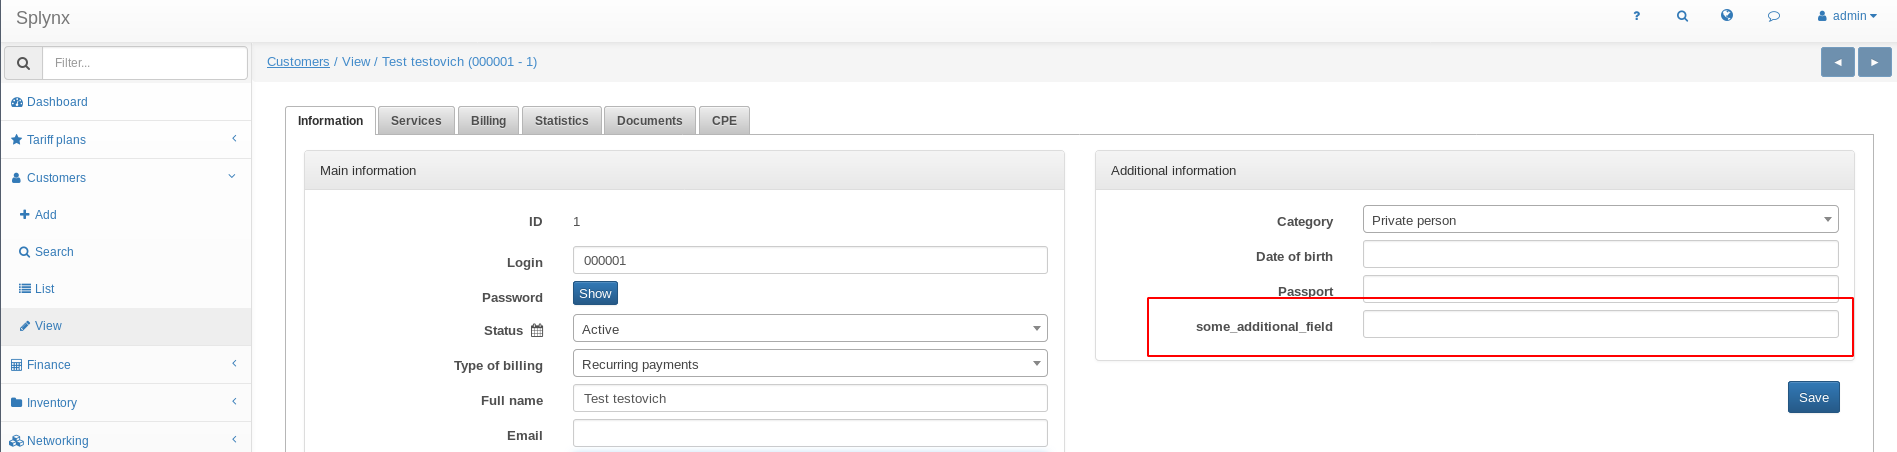 Splynx
? admin
Filter...
Customers / View / Test testovich (000001 - 1)
Dashboard
Tariff plans
Customers
Add
Search
List
View
Finance
Inventory
Networking
Information Services Billing Statistics Documents CPE
Main information
ID 1
Login 000001
Password Show
Status Active
Type of billing Recurring payments
Full name Test testovich
Email
Additional information
Category Private person
Date of birth
Passport
some_additional_field
Save